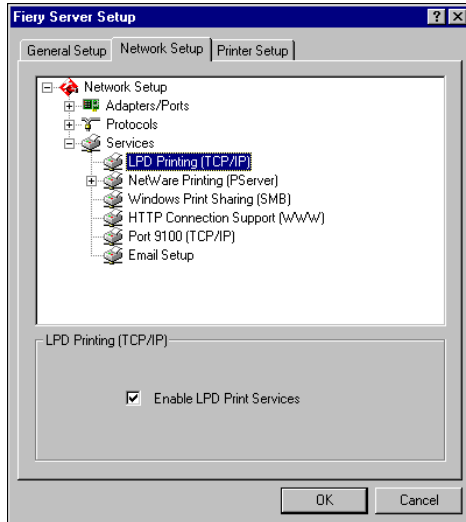 Fiery Server Setup
General Setup Network Setup Printer Setup
Network Setup
Adapters/Ports
Protocols
Services
LPD Printing (TCP/IP)
NetWare Printing (PServer)
Windows Print Sharing (SMB)
HTTP Connection Support (WWW)
Port 9100 (TCP/IP)
Email Setup
LPD Printing (TCP/IP)
Enable LPD Print Services
OK Cancel